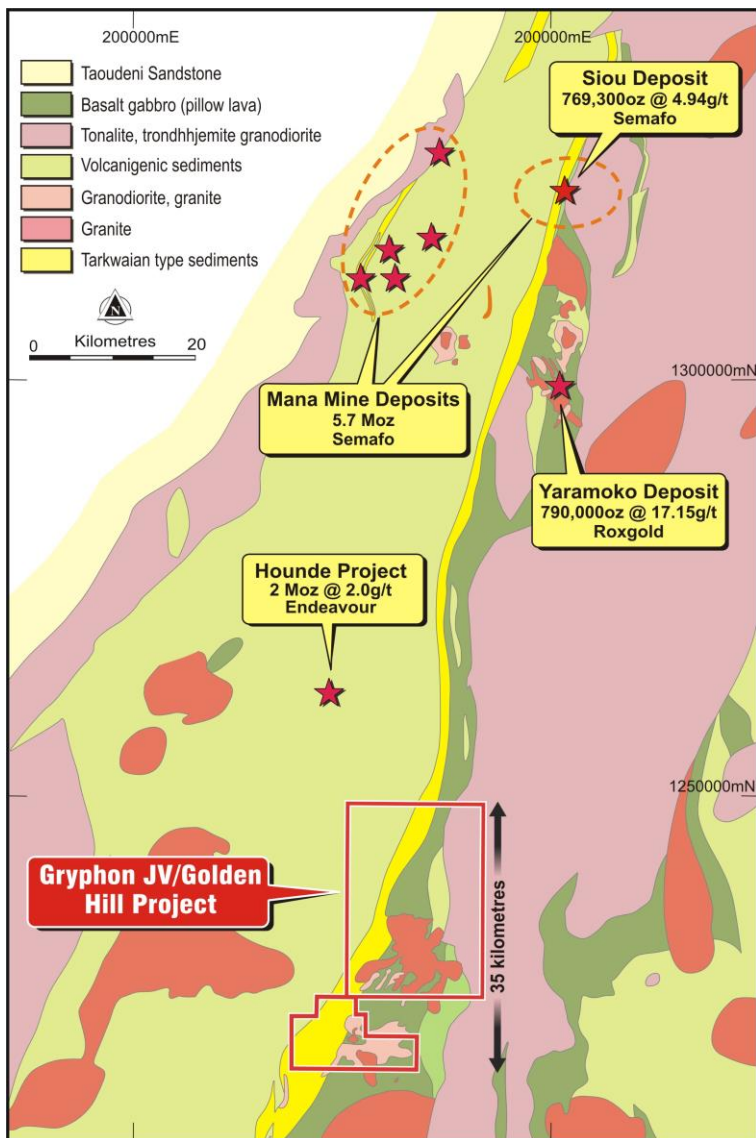 200000mE
200000mE
Taoudeni Sandstone
Basalt gabbro (pillow lava)
Tonalite, trondhhjemite granodiorite
Volcanigenic sediments
Granodiorite, granite
Granite
Tarkwaian type sediments
N
Kilometres
0
20
Siou Deposit
769,300oz @ 4.94g/t
Semafo
1300000mN
Mana Mine Deposits
5.7 Moz
Semafo
Yaramoko Deposit
790,000oz @ 17.15g/t
Roxgold
Hounde Project
2 Moz @ 2.0g/t
Endeavour
1250000mN
Gryphon JV/Golden
Hill Project
35 kilometres